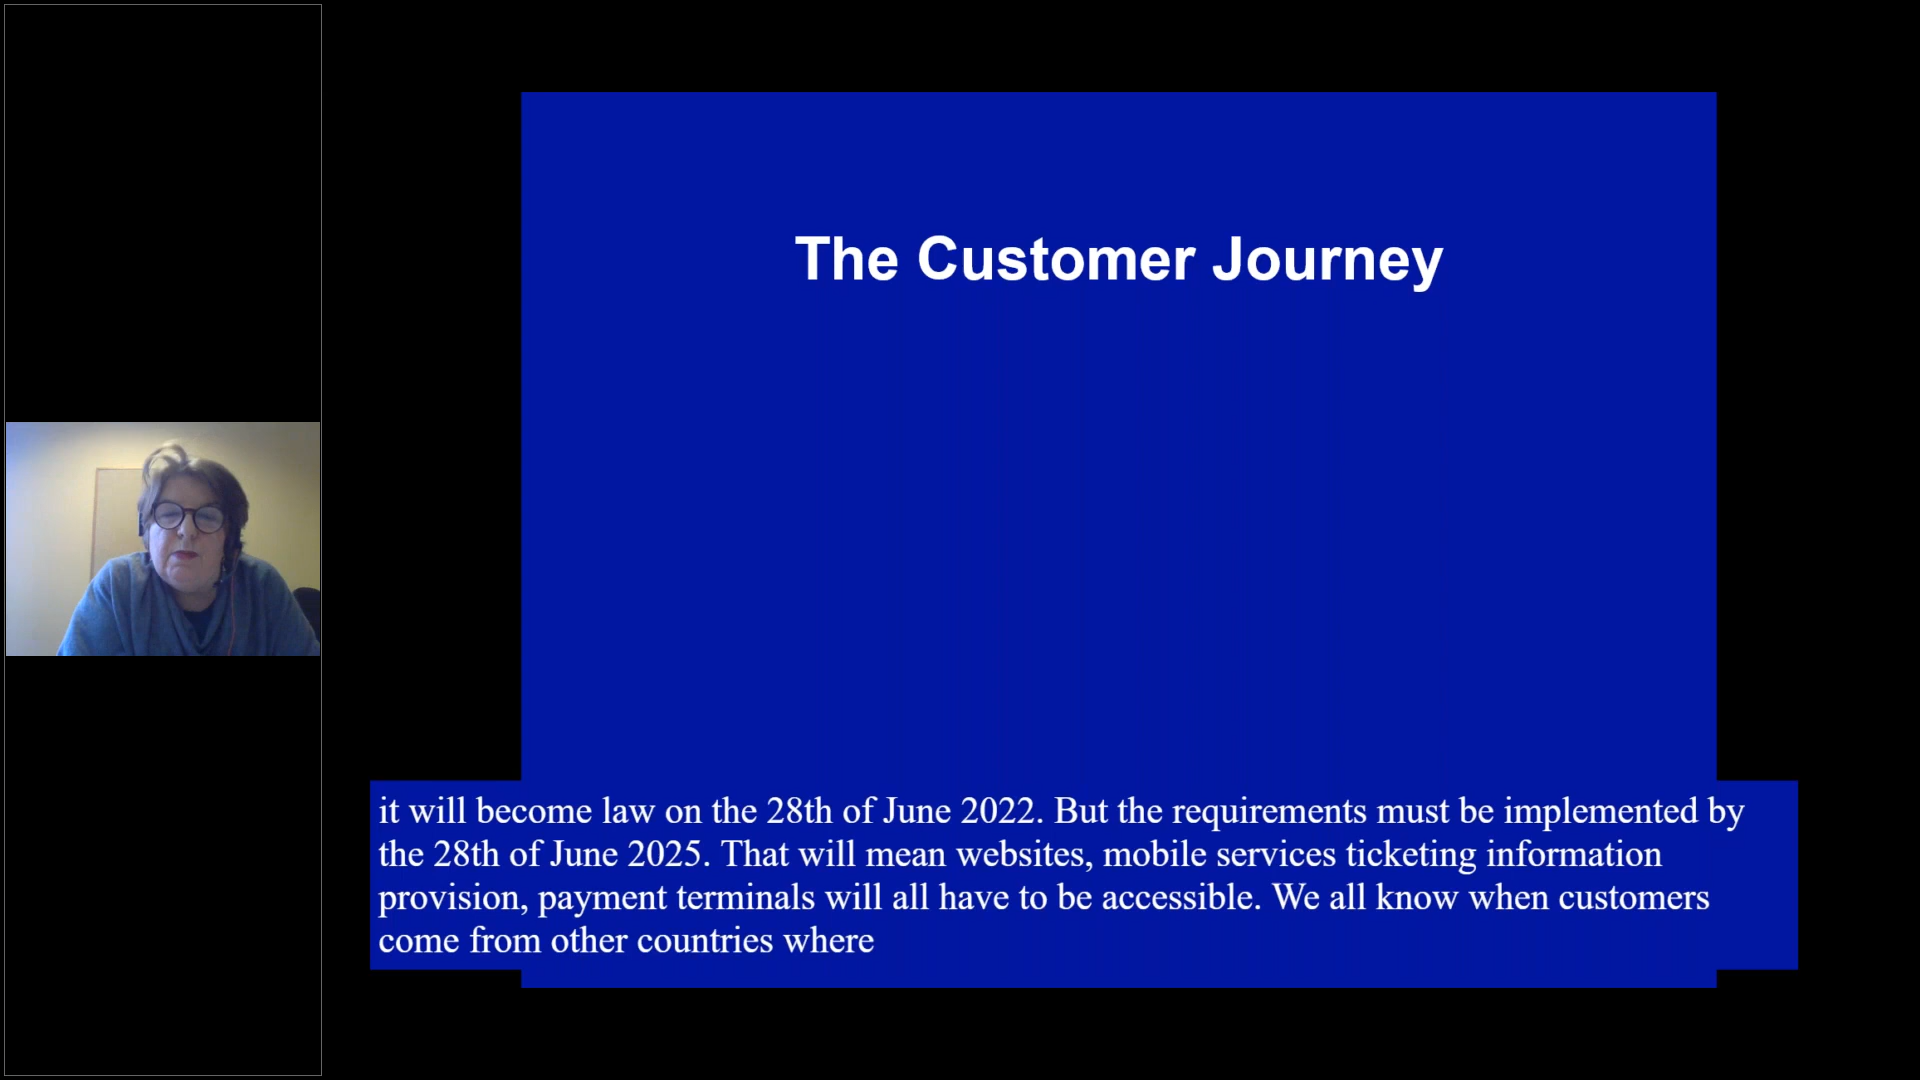 The Customer Journey
it will become law on the 28th of June 2022. But the requirements must be implemented by
the 28th of June 2025. That will mean websites, mobile services ticketing information
provision, payment terminals will all have to be accessible. We all know when customers
come from other countries where